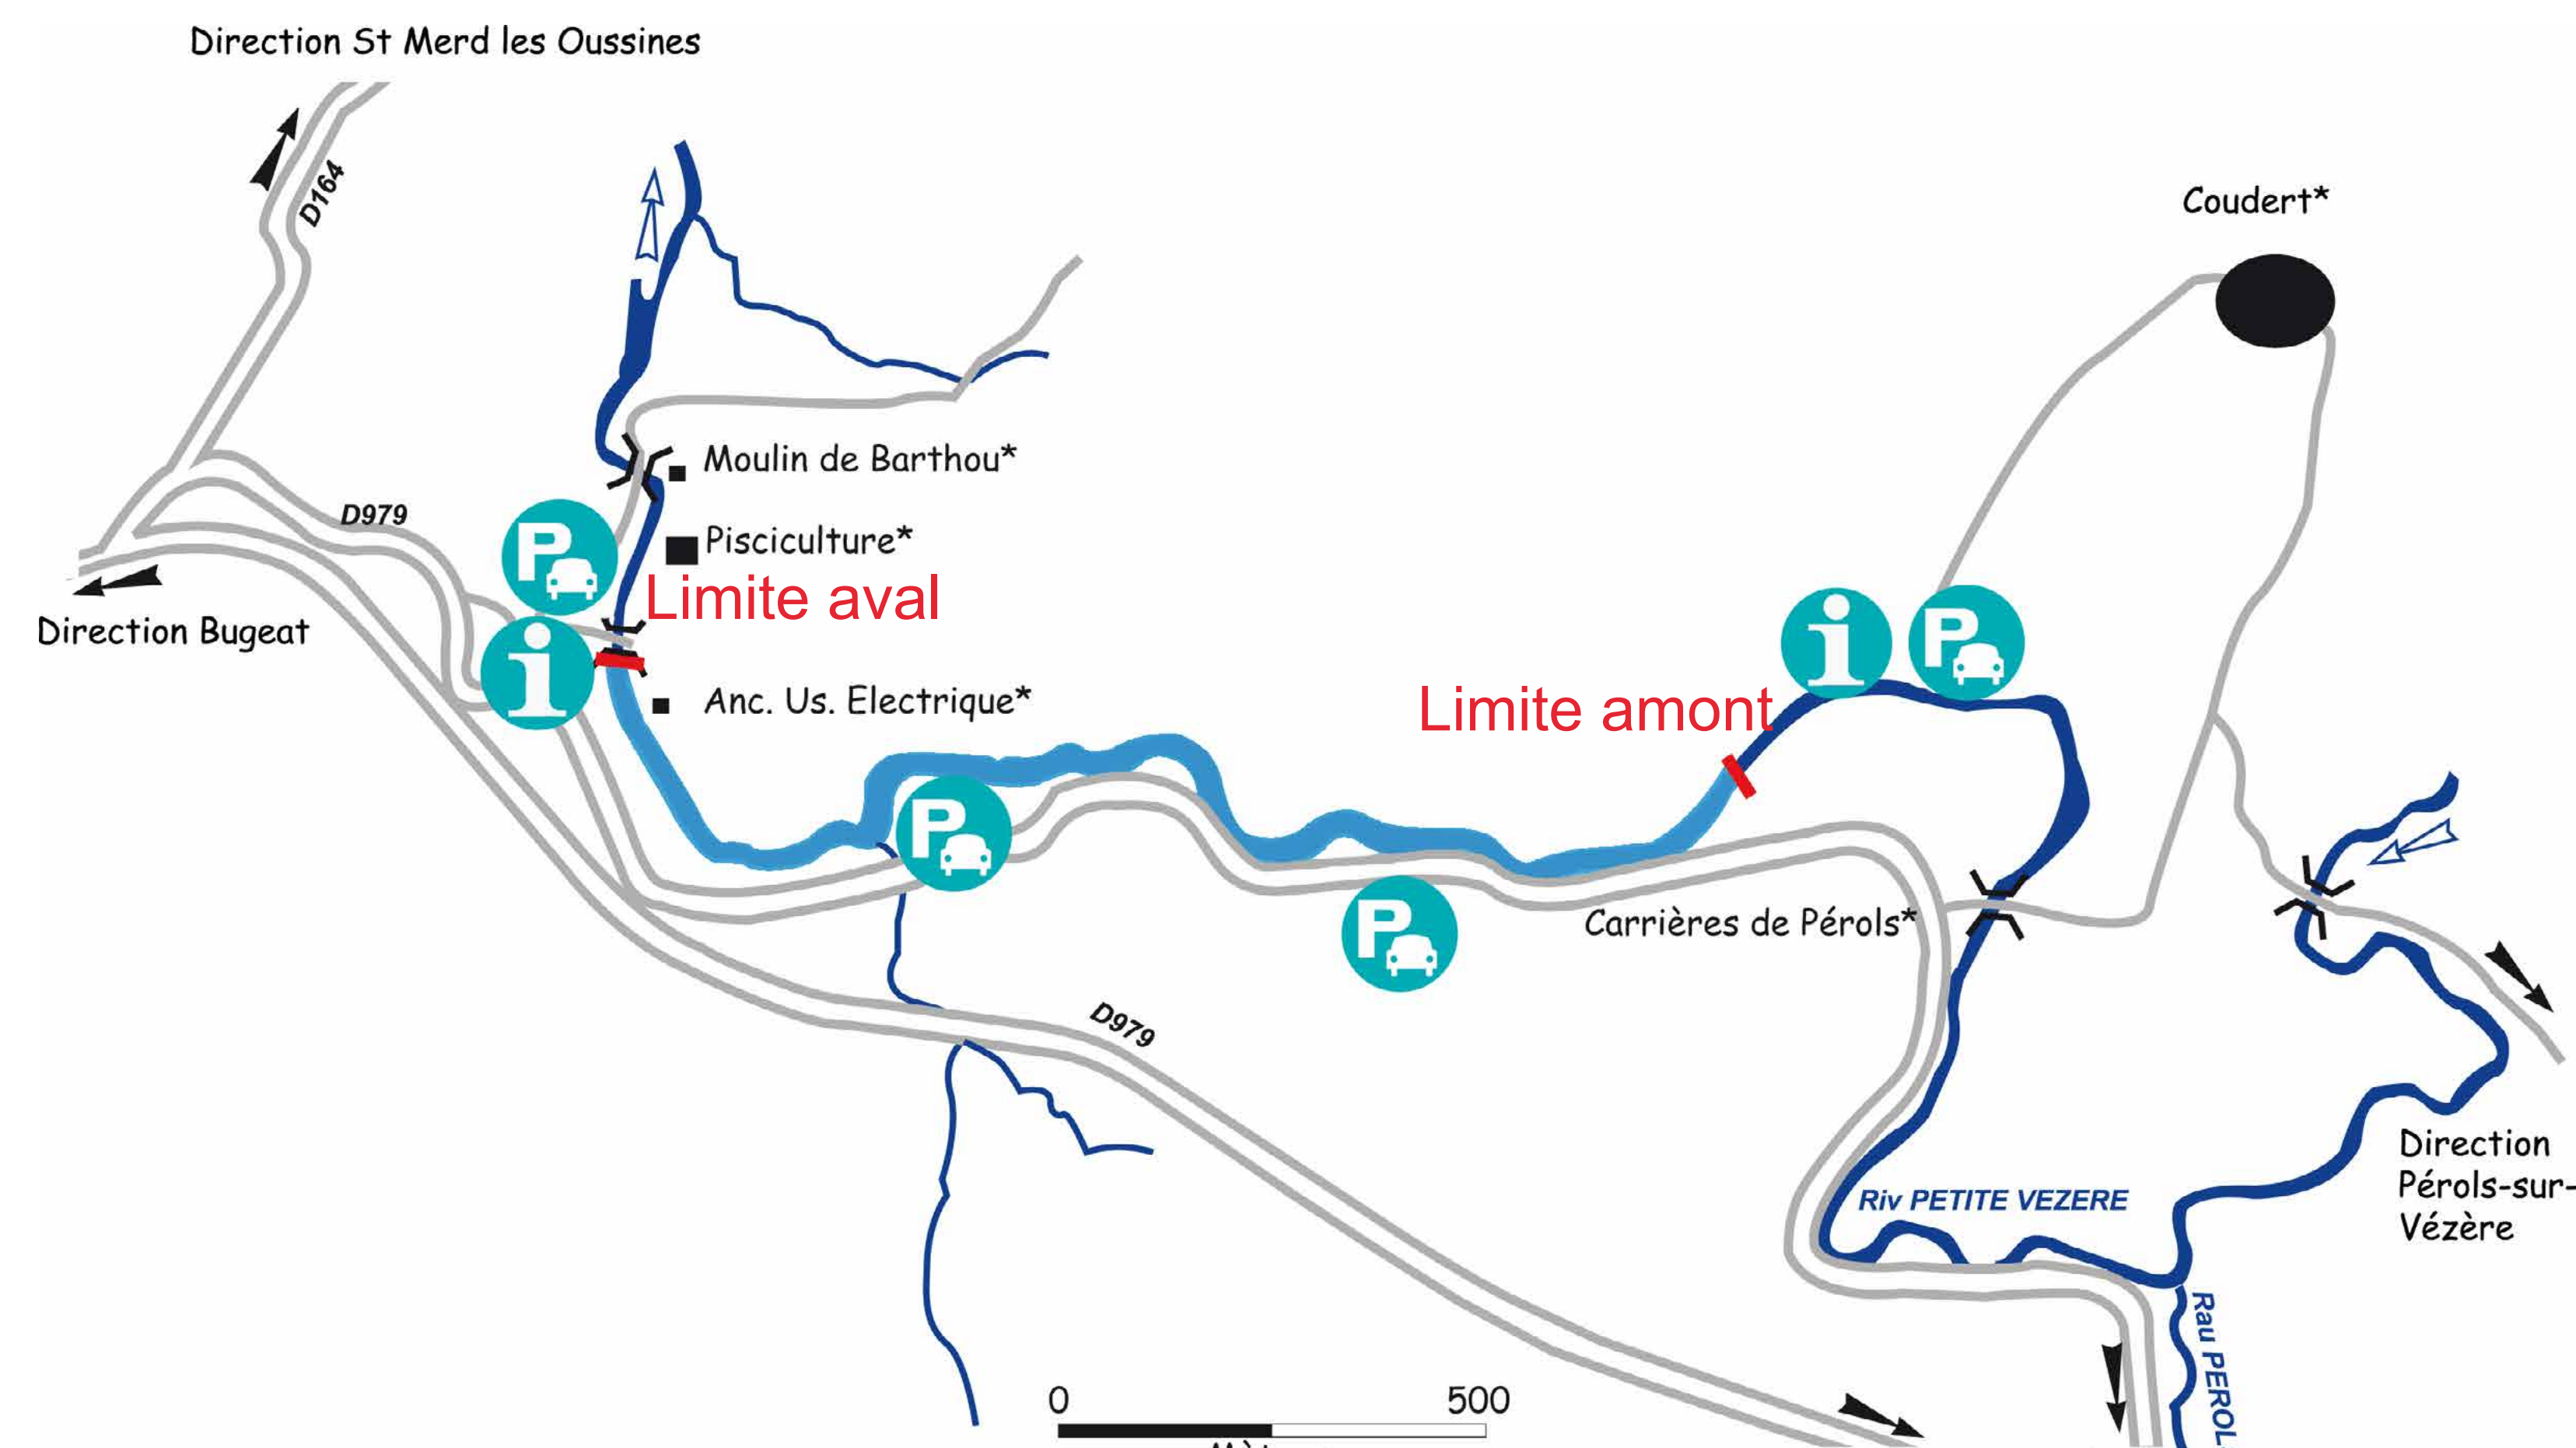 Direction St Merd les Oussines
D164
Coudert*
Moulin de Barthou*
D979
P
Pisciculture*
Limite aval
Direction Bugeat
i
i
P
Anc. Us. Electrique*
Limite amont
P
P
Carrières de Pérols*
D979
Direction
Pérols-sur-
Vézère
Riv PETITE VEZERE
Rau PEROL
0
500